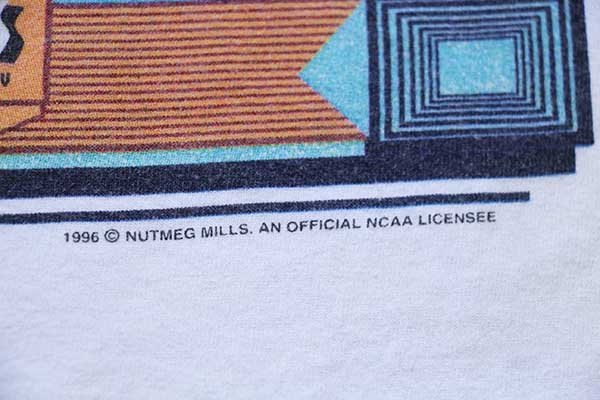 S
U
1996 © NUTMEG MILLS. AN OFFICIAL NCAA LICENSEE